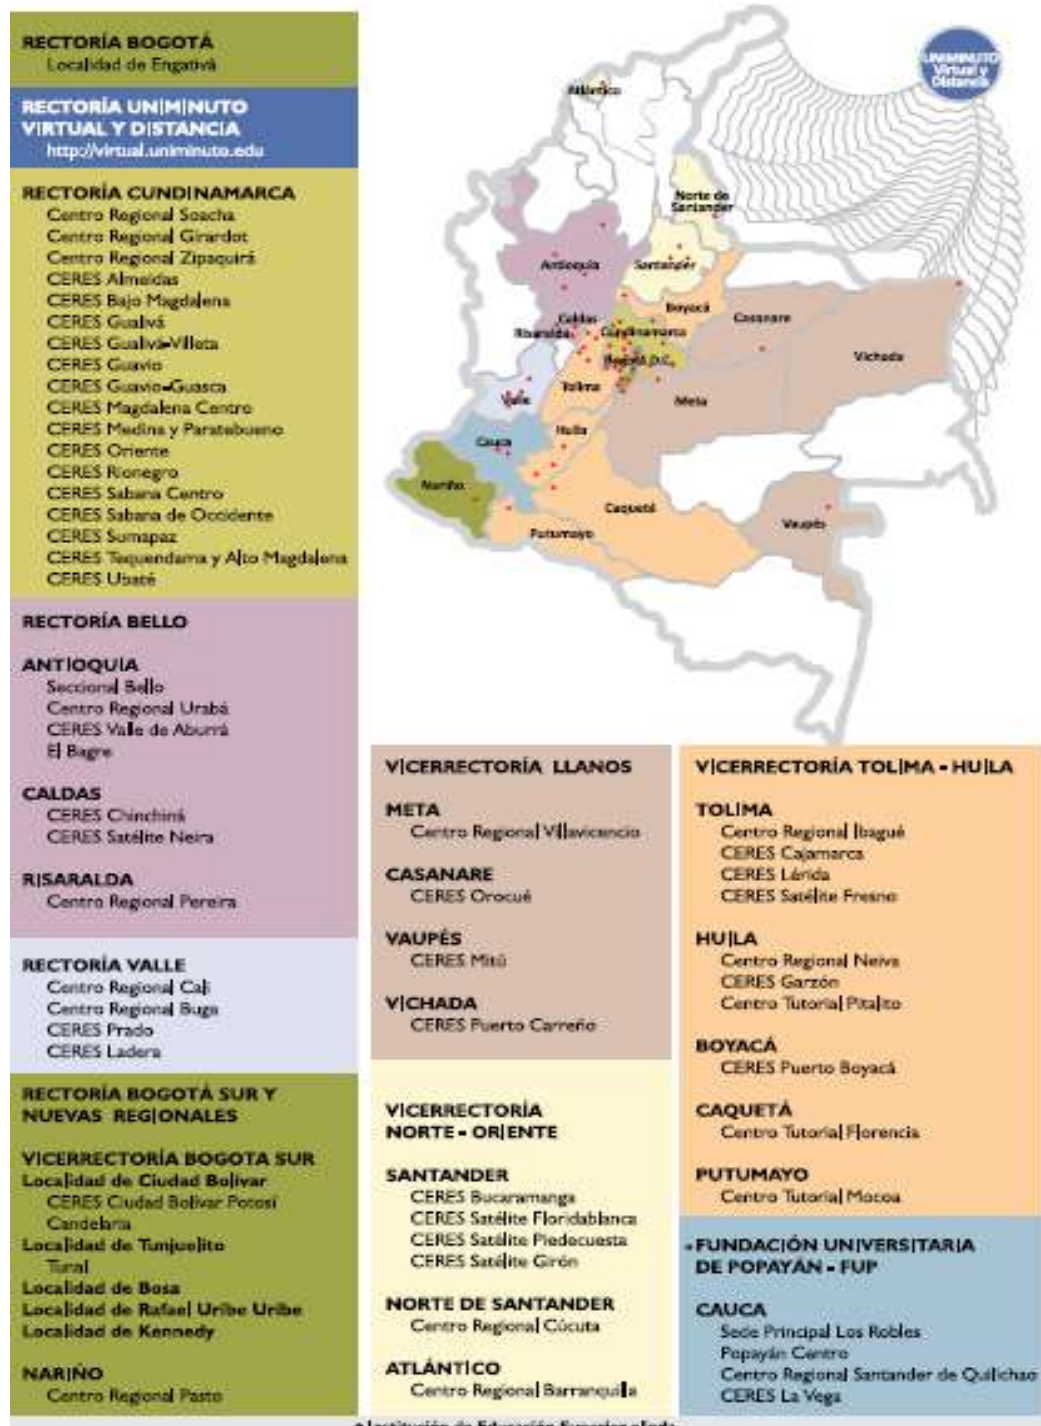 RECTORÍA BOGOTÁ
Localidad de Engativá
RECTORÍA UNIMINUTO
VIRTUAL Y DISTANCIA
http://virtual.uniminuto.edu
RECTORÍA CUNDINAMARCA
Centro Regional Soacha
Centro Regional Girardot
Centro Regional Zipaquirá
CERES Almeidas
CERES Bajo Magdalena
CERES Gualivá
CERES Gualivá-Villeta
CERES Guavio
CERES Guavio-Guasca
CERES Magdalena Centro
CERES Medina y Paratebueno
CERES Oriente
CERES Rionegro
CERES Sabana Centro
CERES Sabana de Occidente
CERES Sumapaz
CERES Tequendama y Alto Magdalena
CERES Ubaté
RECTORÍA BELLO
ANTIOQUIA
Seccional Bello
Centro Regional Urabá
CERES Valle de Aburrá
El Bagre
CALDAS
CERES Chinchiná
CERES Satélite Neira
RISARALDA
Centro Regional Pereira
RECTORÍA VALLE
Centro Regional Cali
Centro Regional Buga
CERES Prado
CERES Ladera
RECTORÍA BOGOTÁ SUR Y
NUEVAS REGIONALES
VICERRECTORÍA BOGOTA SUR
Localidad de Ciudad Bolívar
CERES Ciudad Bolívar Potosí
Candelaria
Localidad de Tunjuelito
Tunal
Localidad de Bosa
Localidad de Rafael Uribe Uribe
Localidad de Kennedy
NARIÑO
Centro Regional Pasto
UNIMINUTO
Virtual y
Distancia
Atlántico
Norte de
Santander
Antioquia
Santander
Boyacá
Caldas
Casanare
Risaralda
Cundinamarca
Bogotá D.C.
Vichada
Tolima
Valle
Meta
Huila
Cauca
Nariño
Caquetá
Vaupés
Putumayo
VICERRECTORÍA LLANOS
META
Centro Regional Villavicencio
CASANARE
CERES Orocué
VAUPÉS
CERES Mitú
VICHADA
CERES Puerto Carreño
VICERRECTORÍA
NORTE - ORIENTE
SANTANDER
CERES Bucaramanga
CERES Satélite Floridablanca
CERES Satélite Piedecuesta
CERES Satélite Girón
NORTE DE SANTANDER
Centro Regional Cúcuta
ATLÁNTICO
Centro Regional Barranquilla
VICERRECTORÍA TOLIMA - HUILA
TOLIMA
Centro Regional Ibagué
CERES Cajamarca
CERES Lérida
CERES Satélite Fresno
HUILA
Centro Regional Neiva
CERES Garzón
Centro Tutorial Pitalito
BOYACÁ
CERES Puerto Boyacá
CAQUETÁ
Centro Tutorial Florencia
PUTUMAYO
Centro Tutorial Mocoa
FUNDACIÓN UNIVERSITARIA
DE POPAYÁN - FUP
CAUCA
Sede Principal Los Robles
Popayán Centro
Centro Regional Santander de Quilichao
CERES La Vega
Institución de Educación Superior